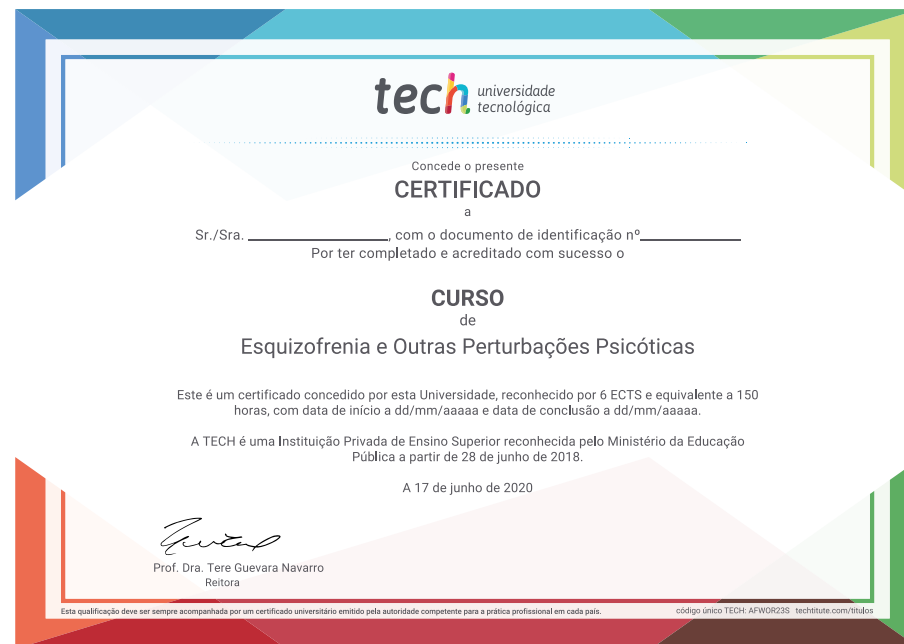 tech universidade
tecnológica
Concede o presente
CERTIFICADO
a
Sr./Sra. ________________, com o documento de identificação nº____________
Por ter completado e acreditado com sucesso o
CURSO
de
Esquizofrenia e Outras Perturbações Psicóticas
Este é um certificado concedido por esta Universidade, reconhecido por 6 ECTS e equivalente a 150
horas, com data de início a dd/mm/aaaaa e data de conclusão a dd/mm/aaaaa.
A TECH é uma Instituição Privada de Ensino Superior reconhecida pelo Ministério da Educação
Pública a partir de 28 de junho de 2018.
A 17 de junho de 2020
Prof. Dra. Tere Guevara Navarro
Reitora
Esta qualificação deve ser sempre acompanhada por um certificado universitário emitido pela autoridade competente para a prática profissional em cada país.
código único TECH: AFWOR23S techtitute.com/titulos